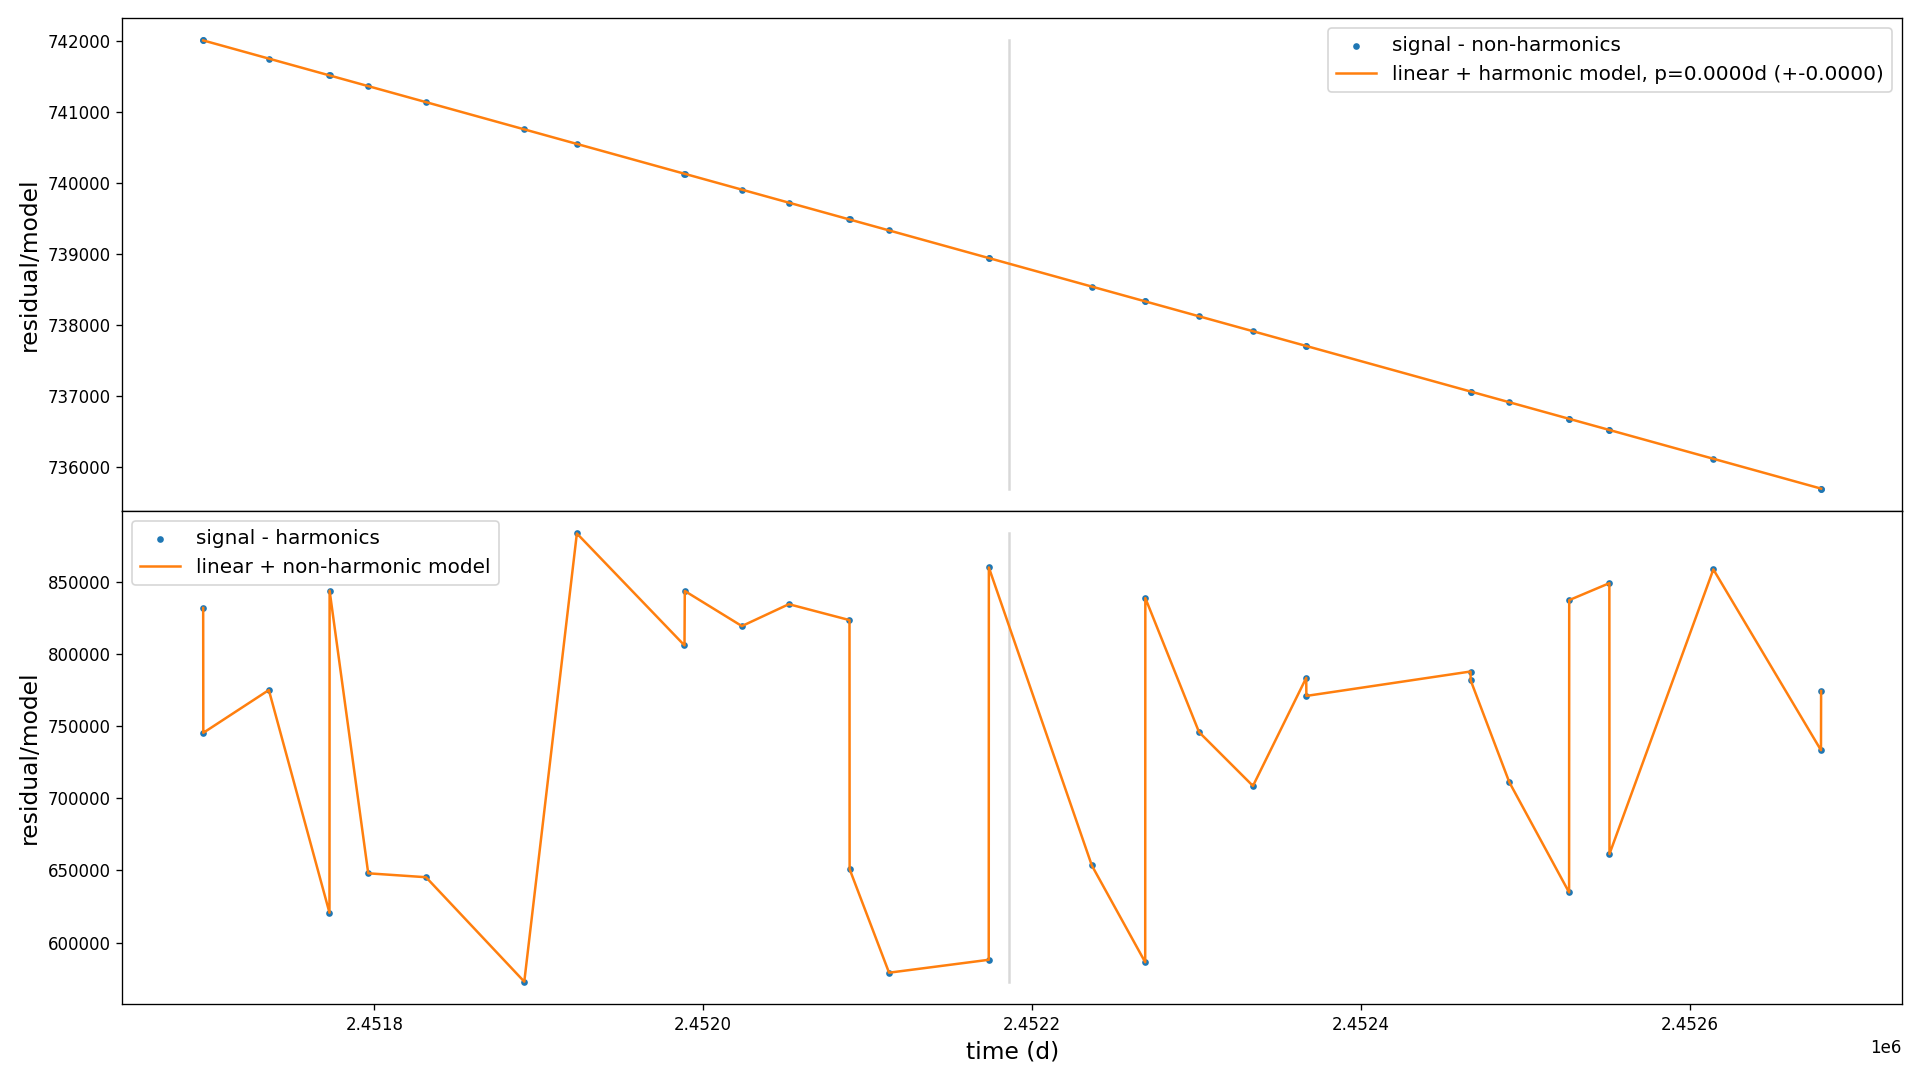 742000
741000
740000
739000
738000
737000
736000
residual/model
signal - non-harmonics
linear + harmonic model, p=0.0000d (+-0.0000)
850000
800000
750000
700000
650000
600000
residual/model
signal - harmonics
linear + non-harmonic model
2.4518 2.4520 2.4522 2.4524 2.4526
time (d)
1e6